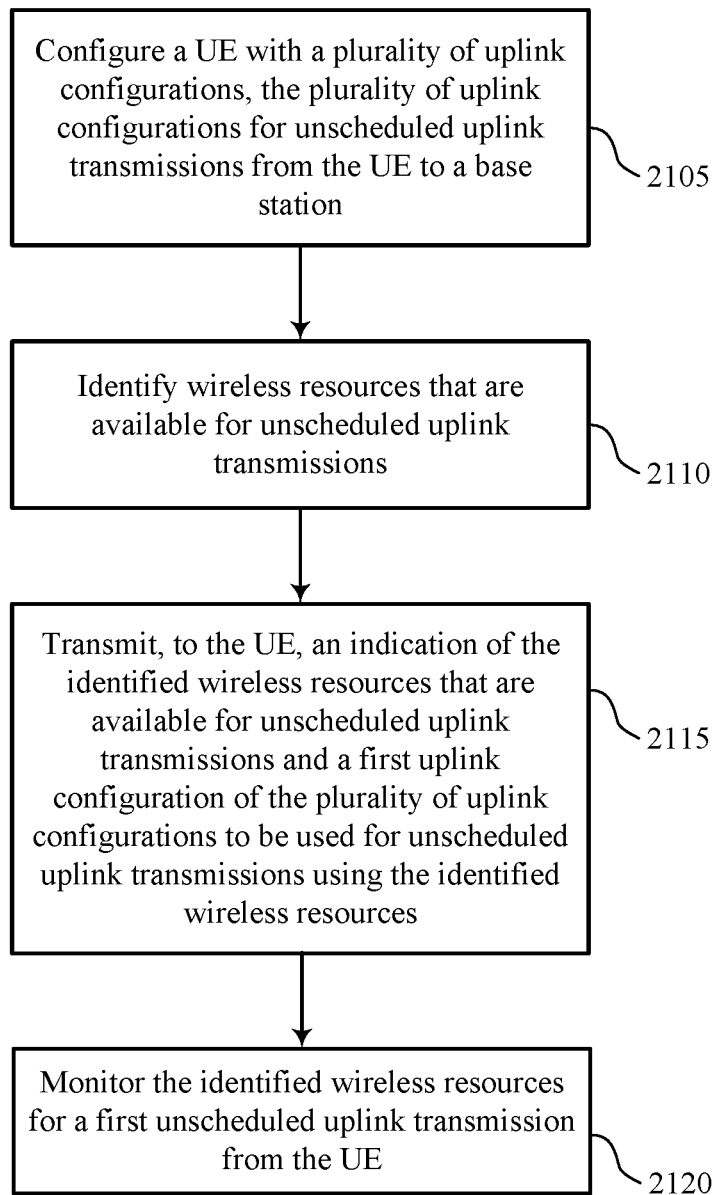 Configure a UE with a plurality of uplink
configurations, the plurality of uplink
configurations for unscheduled uplink
transmissions from the UE to a base
station
2105
Identify wireless resources that are
available for unscheduled uplink
transmissions
2110
Transmit, to the UE, an indication of the
identified wireless resources that are
available for unscheduled uplink
transmissions and a first uplink
configuration of the plurality of uplink
configurations to be used for unscheduled
uplink transmissions using the identified
wireless resources
2115
Monitor the identified wireless resources
for a first unscheduled uplink transmission
from the UE
2120